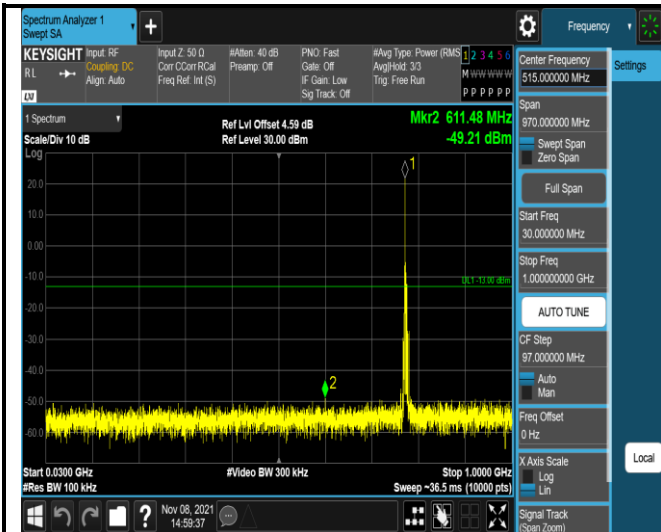 Spectrum Analyzer 1
Swept SA
Frequency
KEYSIGHT
RL
Input: RF
Coupling: DC
Align: Auto
Input Z: 50 Ω
Corr CCorr RCal
Freq Ref: Int (S)
#Atten: 40 dB
Preamp: Off
PNO: Fast
Gate: Off
IF Gain: Low
Sig Track: Off
#Avg Type: Power (RMS
Avg|Hold: 3/3
Trig: Free Run
1 2 3 4 5 6
M W W W W W
P P P P P P
1 Spectrum
Scale/Div 10 dB
Log
Ref Lvl Offset 4.59 dB
Ref Level 30.00 dBm
Mkr2 611.48 MHz
-49.21 dBm
1
20.0
10.0
0.00
-10.0
DL1 -13.00 dBm
-20.0
-30.0
-40.0
2
-50.0
-60.0
Start 0.0300 GHz
#Video BW 300 kHz
Stop 1.0000 GHz
#Res BW 100 kHz
Sweep ~36.5 ms (10000 pts)
Center Frequency
515.000000 MHz
Settings
Span
970.000000 MHz
Swept Span
Zero Span
Full Span
Start Freq
30.000000 MHz
Stop Freq
1.000000000 GHz
AUTO TUNE
CF Step
97.000000 MHz
Auto
Man
Freq Offset
0 Hz
X Axis Scale
Log
Lin
Local
Signal Track
(Span Zoom)
?
Nov 08, 2021
14:59:37